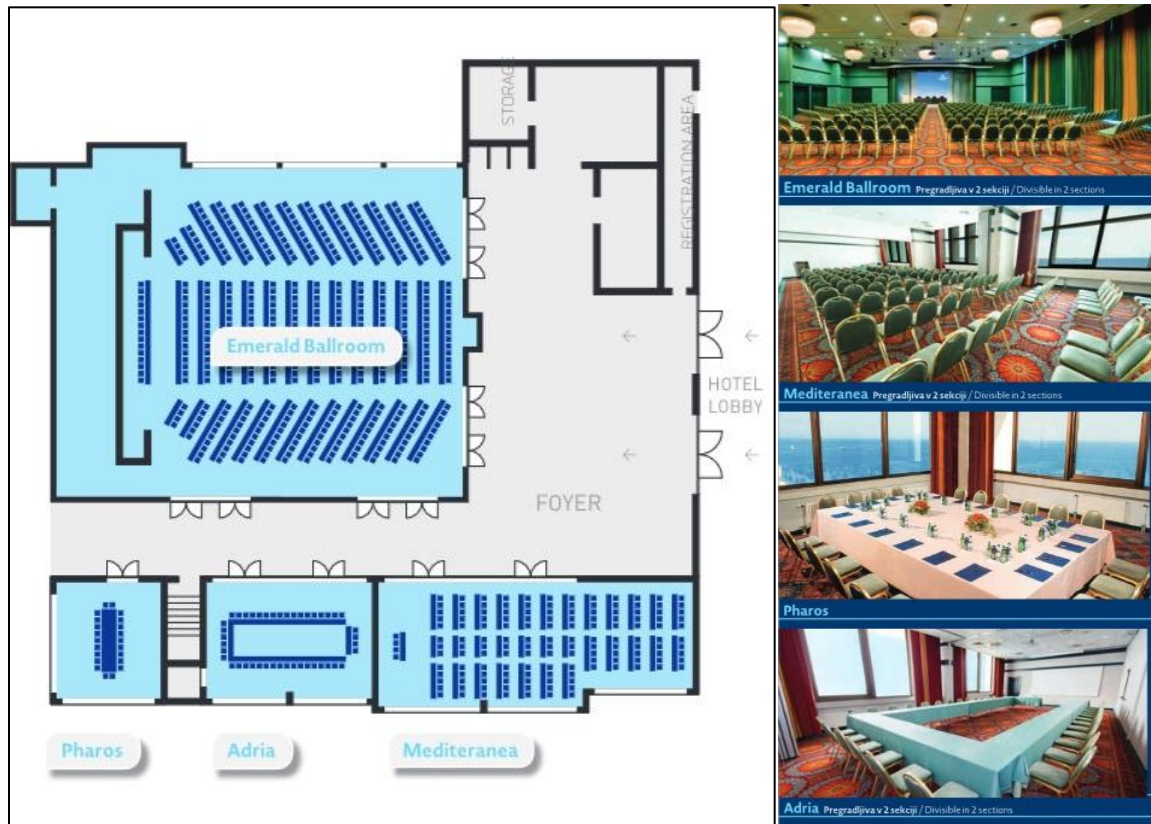 STORAGE
REGISTRATION AREA
Emerald Ballroom
HOTEL
LOBBY
FOYER
Pharos
Adria
Mediteranea
Emerald Ballroom Pregradljiva v 2 sekciji / Divisible in 2 sections
Mediteranea Pregradljiva v 2 sekciji / Divisible in 2 sections
Pharos
Adria Pregradljiva v 2 sekciji / Divisible in 2 sections